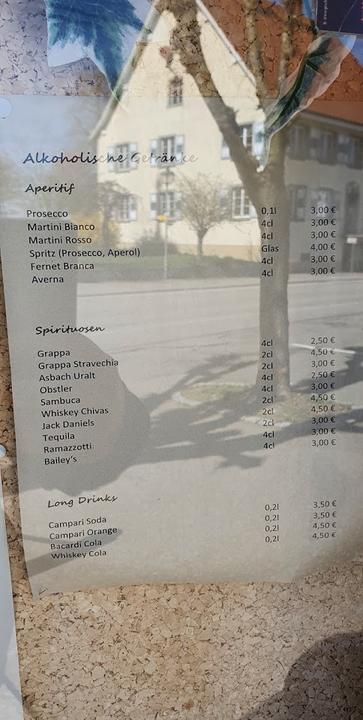 Alkoholische Getränke
Aperitif
Prosecco 0,1l 3,00 €
Martini Bianco 4cl 3,00 €
Martini Rosso 4cl 3,00 €
Spritz (Prosecco, Aperol) Glas 4,00 €
Fernet Branca 4cl 3,00 €
Averna 4cl 3,00 €
Spirituosen
Grappa 4cl 2,50 €
Grappa Stravechia 2cl 4,50 €
Asbach Uralt 2cl 3,00 €
Obstler 4cl 2,50 €
Sambuca 4cl 3,00 €
Whiskey Chivas 2cl 4,50 €
Jack Daniels 2cl 4,50 €
Tequila 2cl 3,00 €
Ramazzotti 4cl 3,00 €
Bailey's 4cl 3,00 €
Long Drinks
Campari Soda 0,2l 3,50 €
Campari Orange 0,2l 3,50 €
Bacardi Cola 0,2l 4,50 €
Whiskey Cola 0,2l 4,50 €